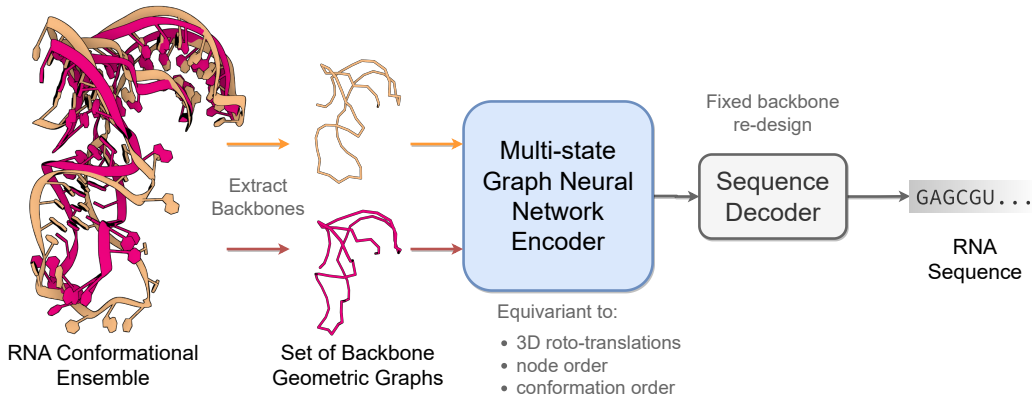 RNA Conformational
Ensemble
Extract
Backbones
Set of Backbone
Geometric Graphs
Multi-state
Graph Neural
Network
Encoder
Equivariant to:
• 3D roto-translations
• node order
• conformation order
Fixed backbone
re-design
Sequence
Decoder
GAGCGU...
RNA
Sequence